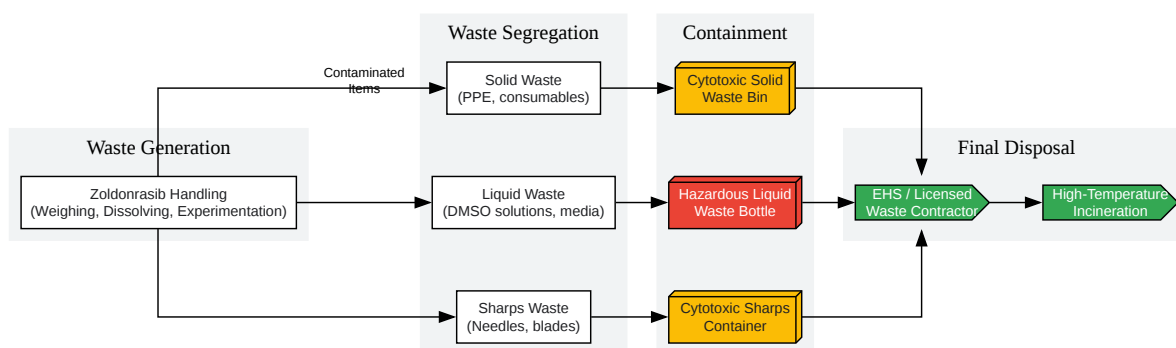 Waste Segregation
Containment
Contaminated
Items
Solid Waste
(PPE, consumables)
Cytotoxic Solid
Waste Bin
Waste Generation
Final Disposal
Zoldonrasib Handling
(Weighing, Dissolving, Experimentation)
Liquid Waste
(DMSO solutions, media)
Hazardous Liquid
Waste Bottle
EHS / Licensed
Waste Contractor
High-Temperature
Incineration
Sharps Waste
(Needles, blades)
Cytotoxic Sharps
Container